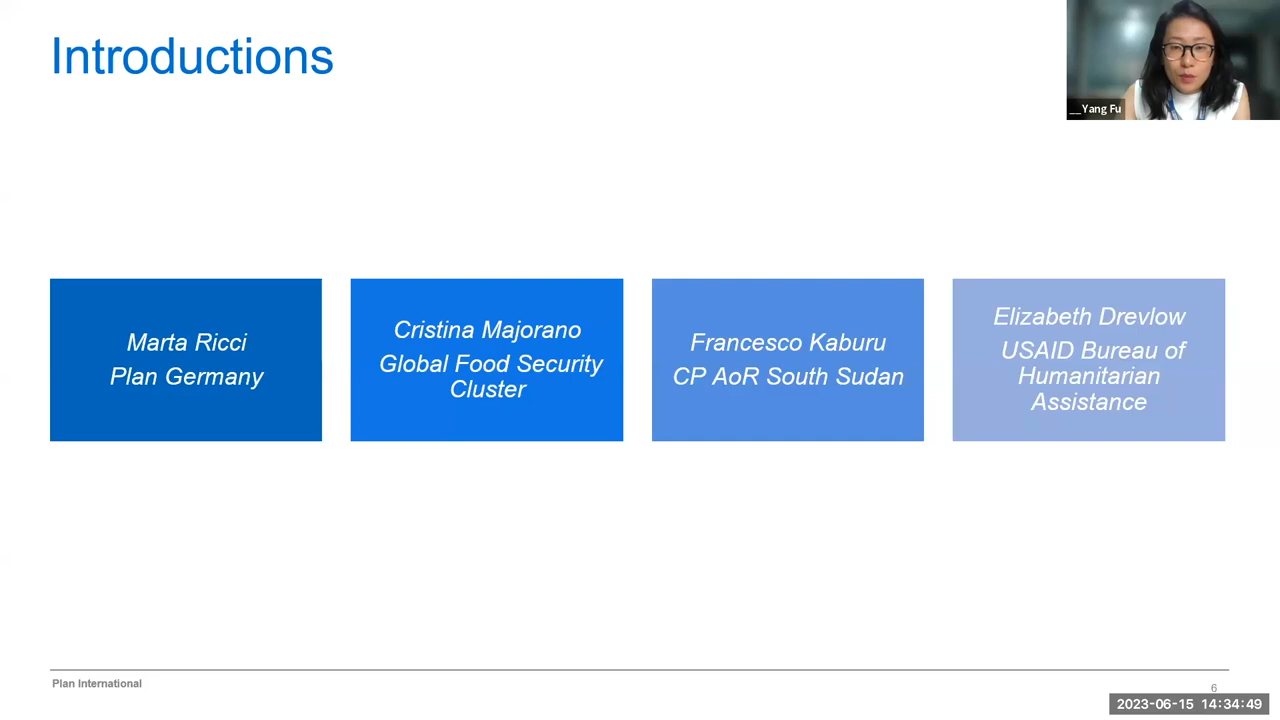 Introductions
__Yang Fu
Marta Ricci
Plan Germany
Cristina Majorano
Global Food Security
Cluster
Francesco Kaburu
CP AoR South Sudan
Elizabeth Drevlow
USAID Bureau of
Humanitarian
Assistance
Plan International
6
2023-06-15 14:34:49